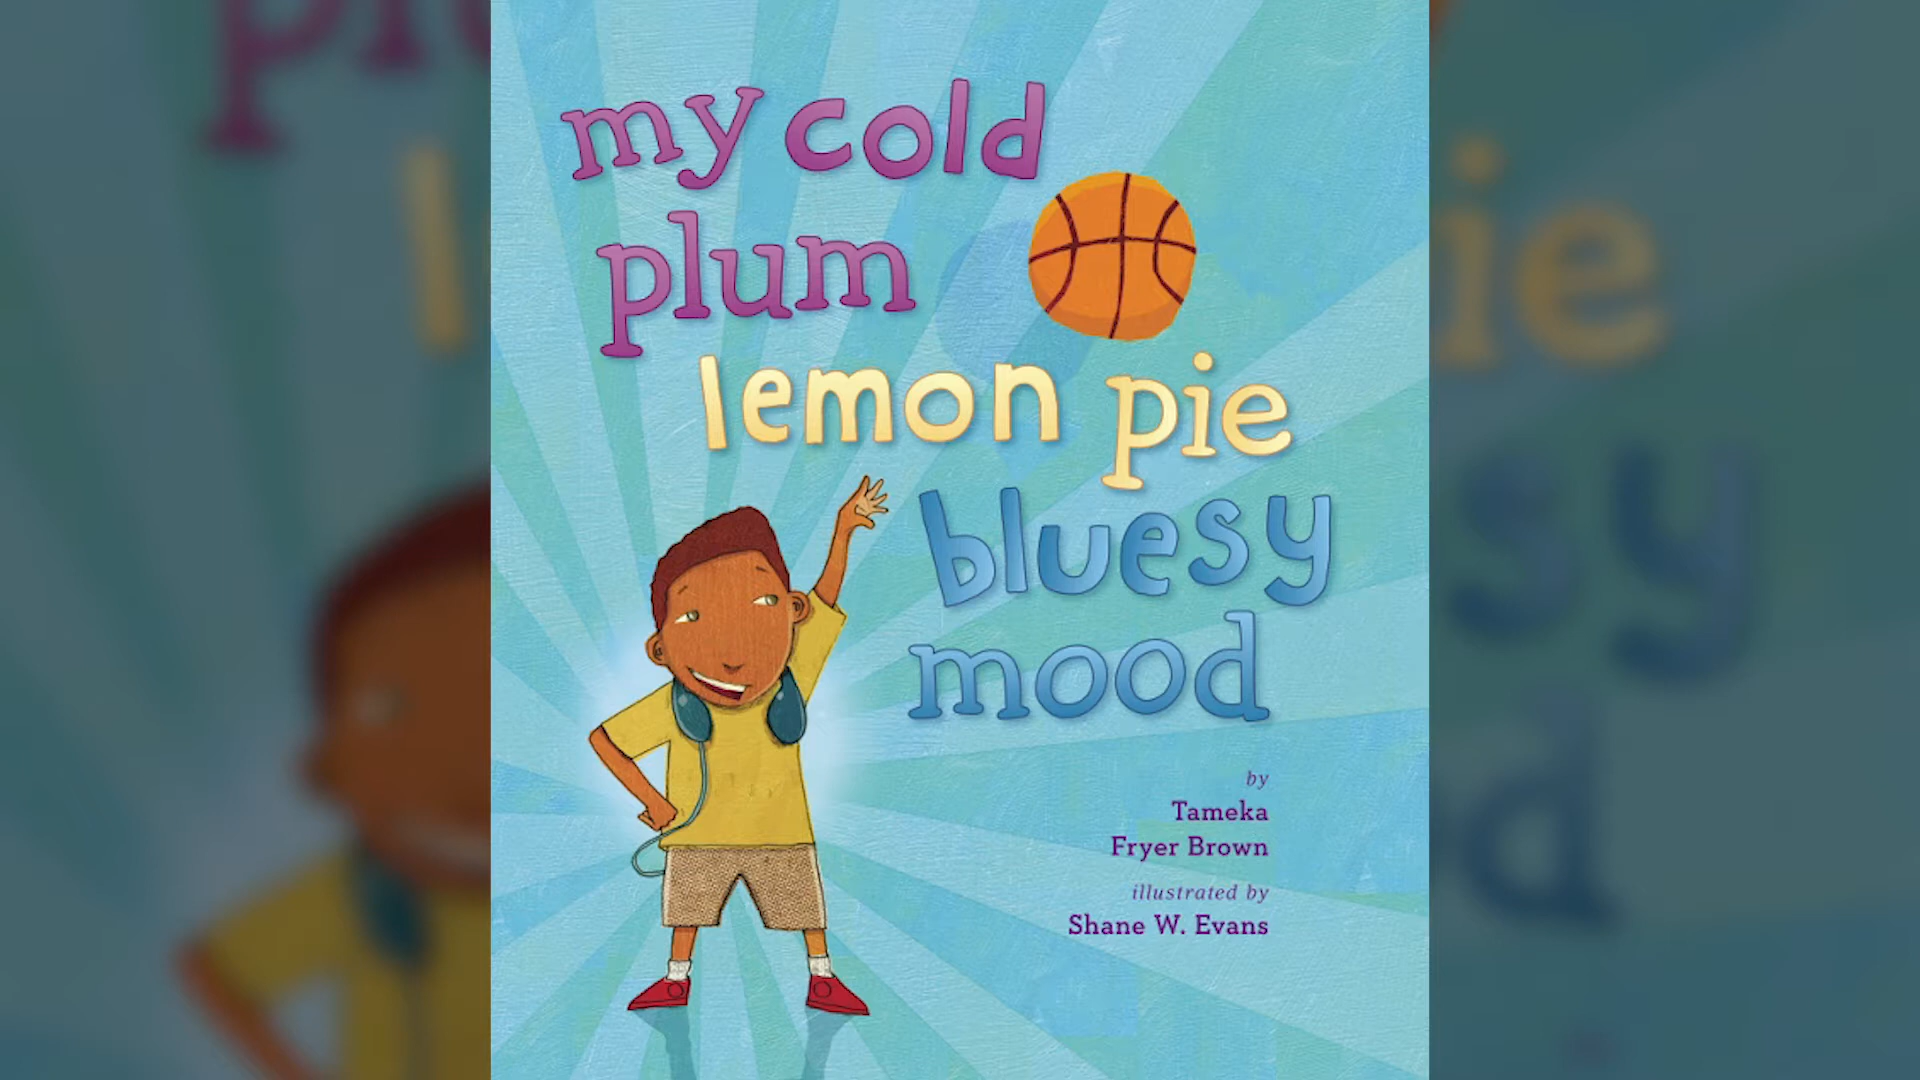 my cold
plum
lemon pie
bluesy
mood
by
Tameka
Fryer Brown
illustrated by
Shane W. Evans